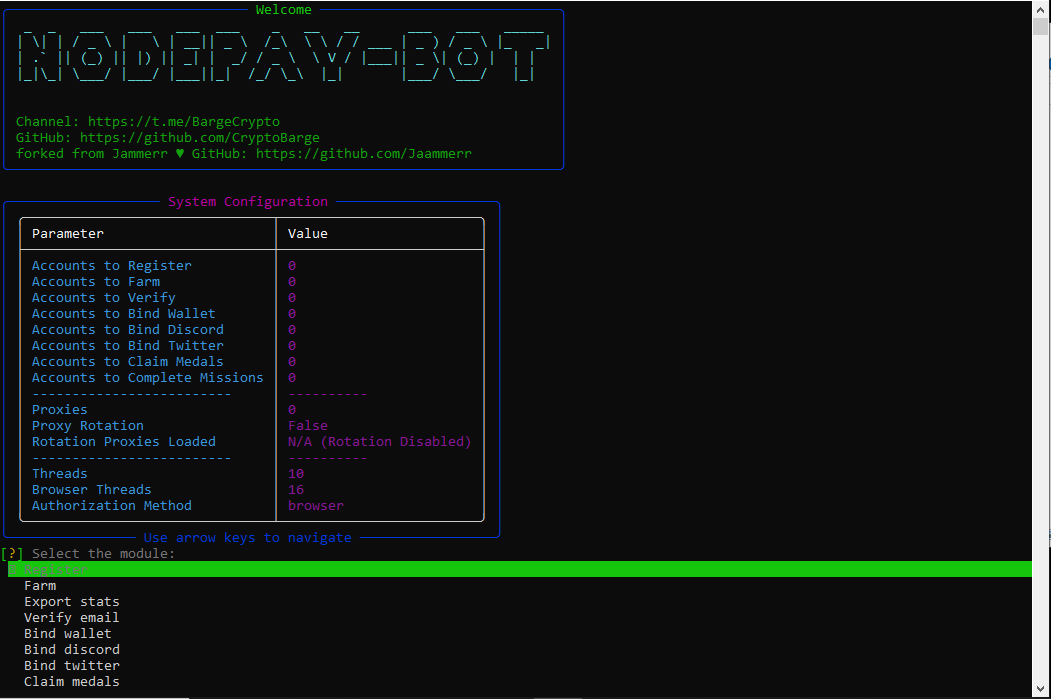 Welcome
NODEPAY-BOT
Channel: https://t.me/BargeCrypto
GitHub: https://github.com/CryptoBarge
forked from Jammerr ♥ GitHub: https://github.com/Jaammerr
System Configuration
Parameter Value
Accounts to Register 0
Accounts to Farm 0
Accounts to Verify 0
Accounts to Bind Wallet 0
Accounts to Bind Discord 0
Accounts to Bind Twitter 0
Accounts to Claim Medals 0
Accounts to Complete Missions 0
------------------------- ----------
Proxies 0
Proxy Rotation False
Rotation Proxies Loaded N/A (Rotation Disabled)
------------------------- ----------
Threads 10
Browser Threads 16
Authorization Method browser
Use arrow keys to navigate
[?] Select the module:
Register
Farm
Export stats
Verify email
Bind wallet
Bind discord
Bind twitter
Claim medals